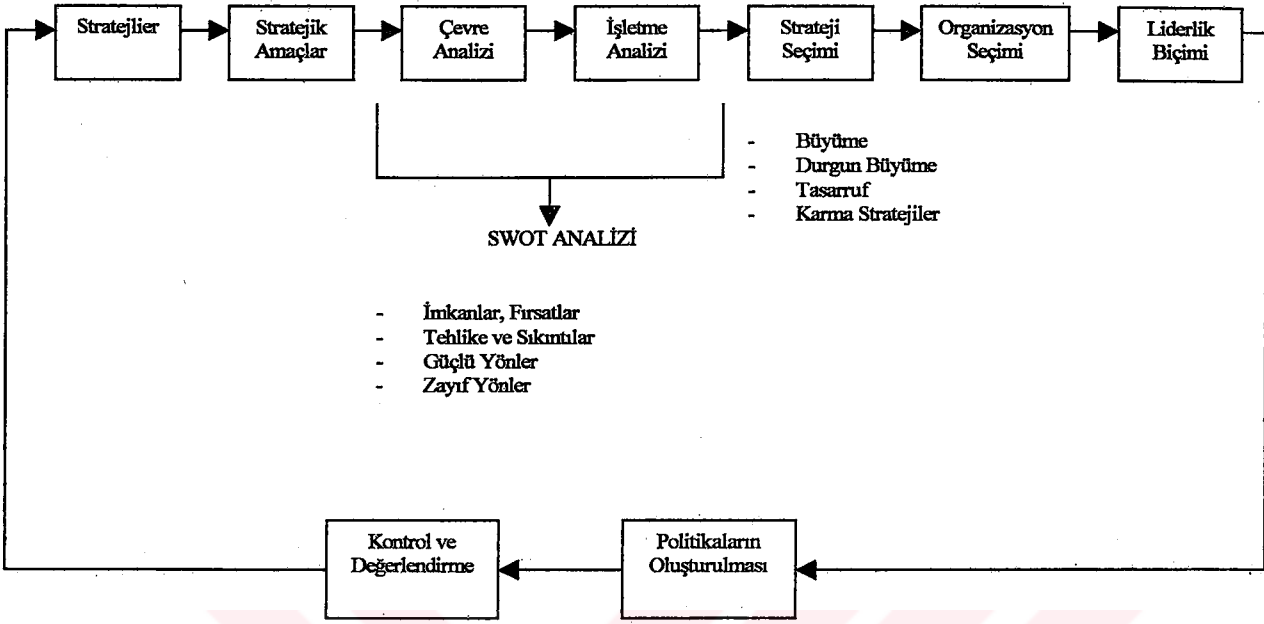 Stratejlier
Stratejik
Amaçlar
Çevre
Analizi
İşletme
Analizi
Strateji
Seçimi
Organizasyon
Seçimi
Liderlik
Biçimi
- Büyüme
- Durgun Büyüme
- Tasarruf
- Karma Stratejiler
SWOT ANALİZİ
- İmkanlar, Fırsatlar
- Tehlike ve Sıkıntılar
- Güçlü Yönler
- Zayıf Yönler
Kontrol ve
Değerlendirme
Politikaların
Oluşturulması